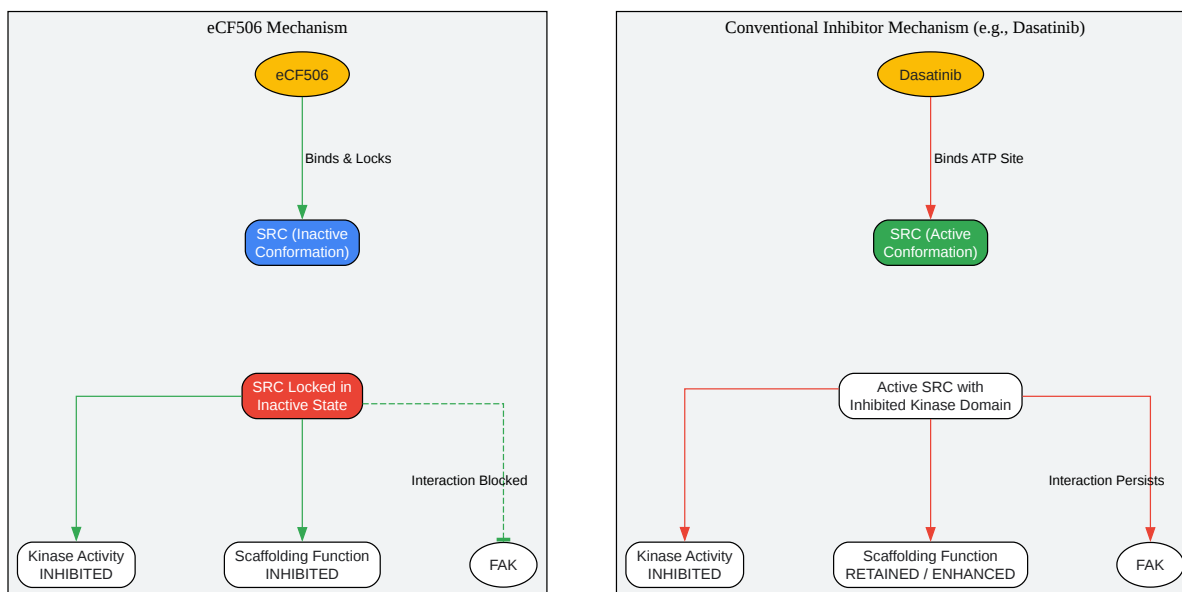 eCF506 Mechanism
eCF506
Binds & Locks
SRC (Inactive
Conformation)
SRC Locked in
Inactive State
Interaction Blocked
Kinase Activity
INHIBITED
Scaffolding Function
INHIBITED
FAK
Conventional Inhibitor Mechanism (e.g., Dasatinib)
Dasatinib
Binds ATP Site
SRC (Active
Conformation)
Active SRC with
Inhibited Kinase Domain
Interaction Persists
Kinase Activity
INHIBITED
Scaffolding Function
RETAINED / ENHANCED
FAK